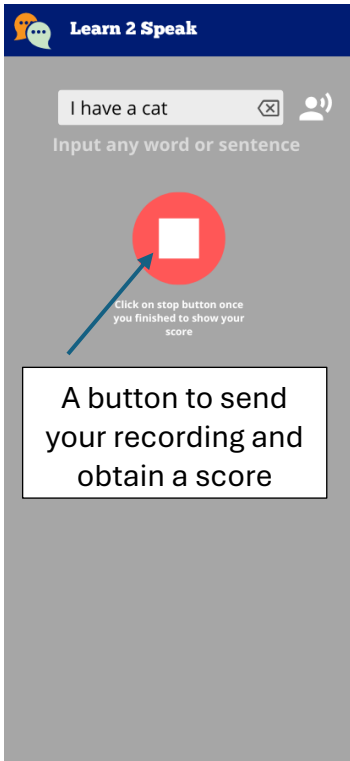 Learn 2 Speak
I have a cat
Input any word or sentence
Click on stop button once
you finished to show your
score
A button to send
your recording and
obtain a score